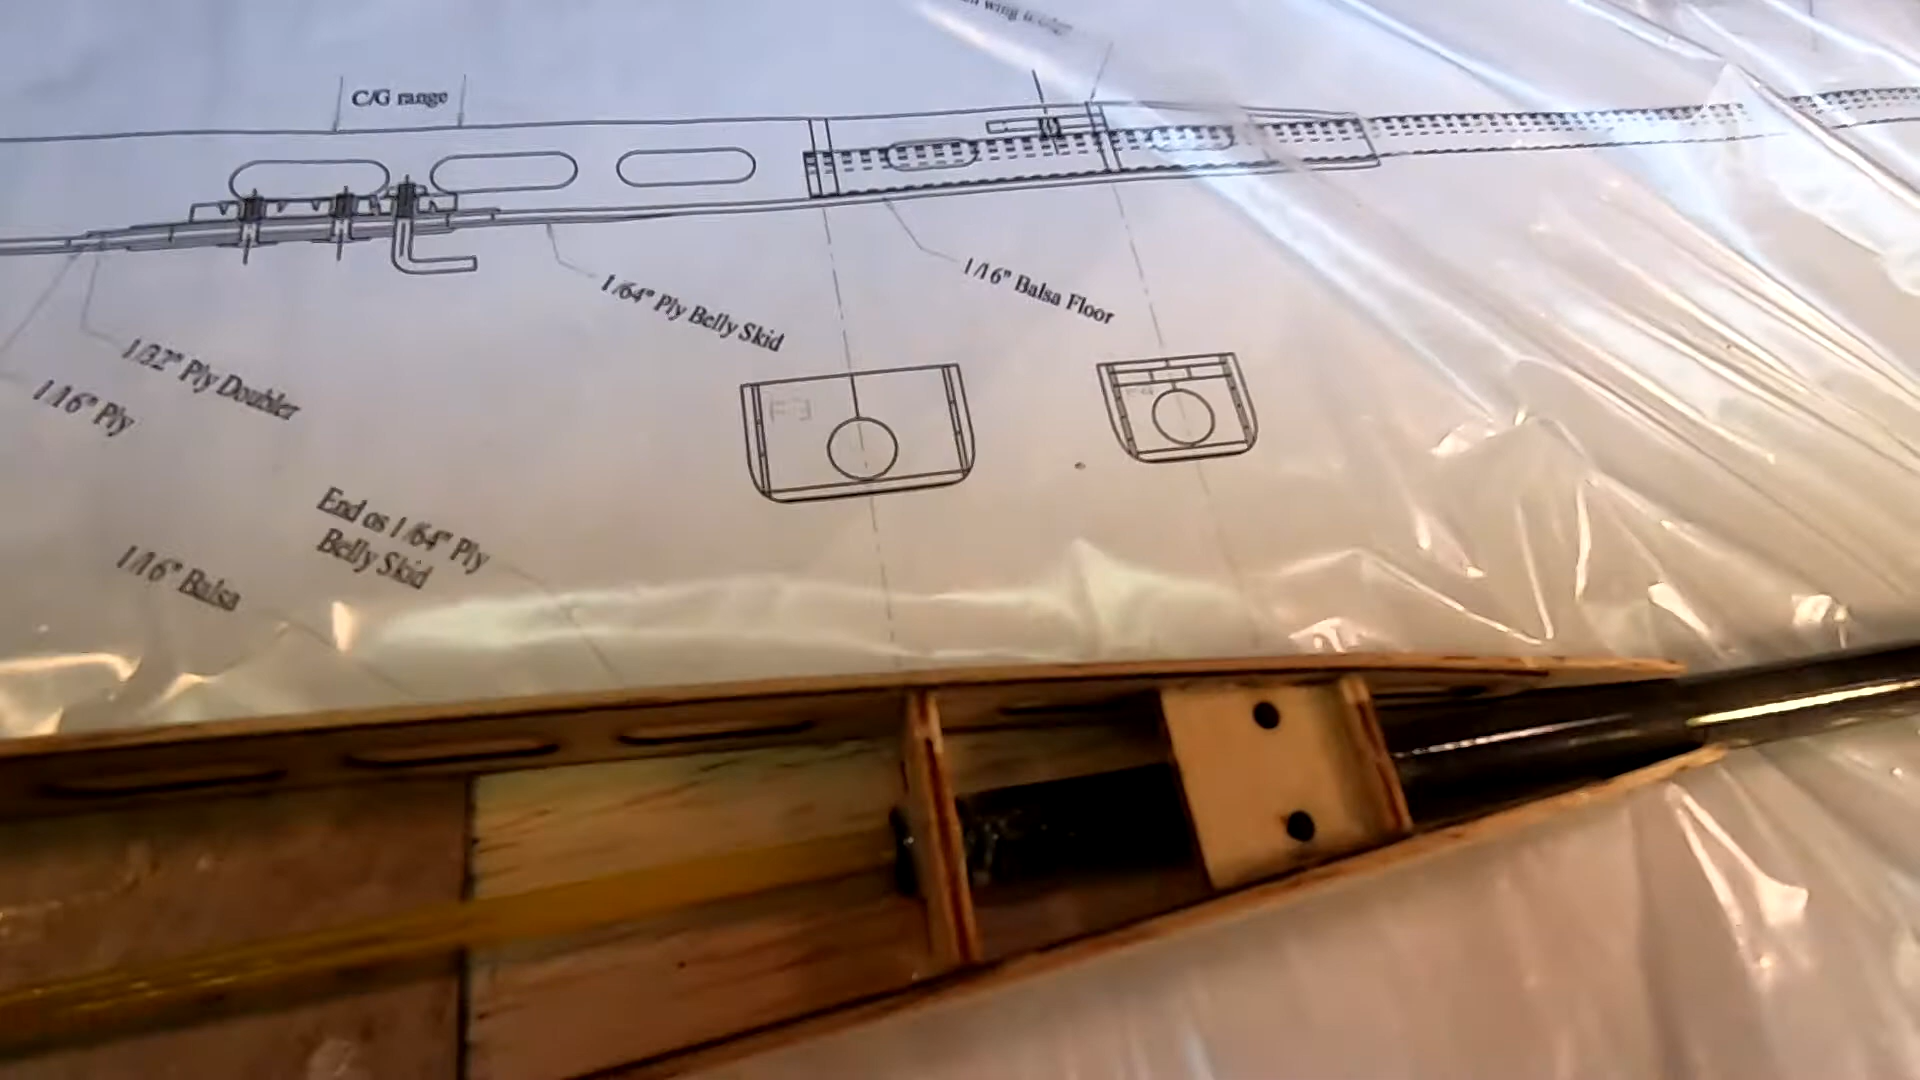 wing
C/G range
1/16" Balsa Floor
1/64" Ply Belly Skid
1/32" Ply Doubler
1/16" Ply
F3
End os 1/64" Ply
Belly Skid
1/16" Balsa